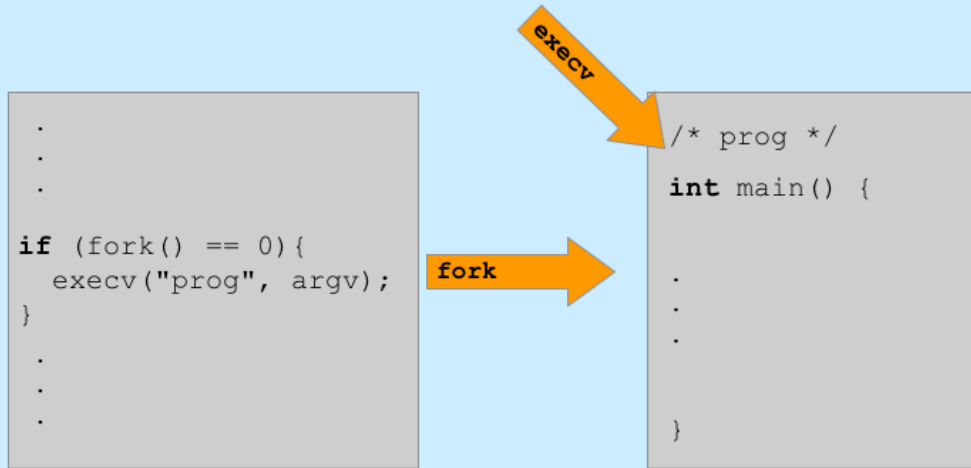 .
.
.
if (fork() == 0){
  execv("prog", argv);
}
.
.
.
fork
execv
/* prog */
int main() {
.
.
.
}